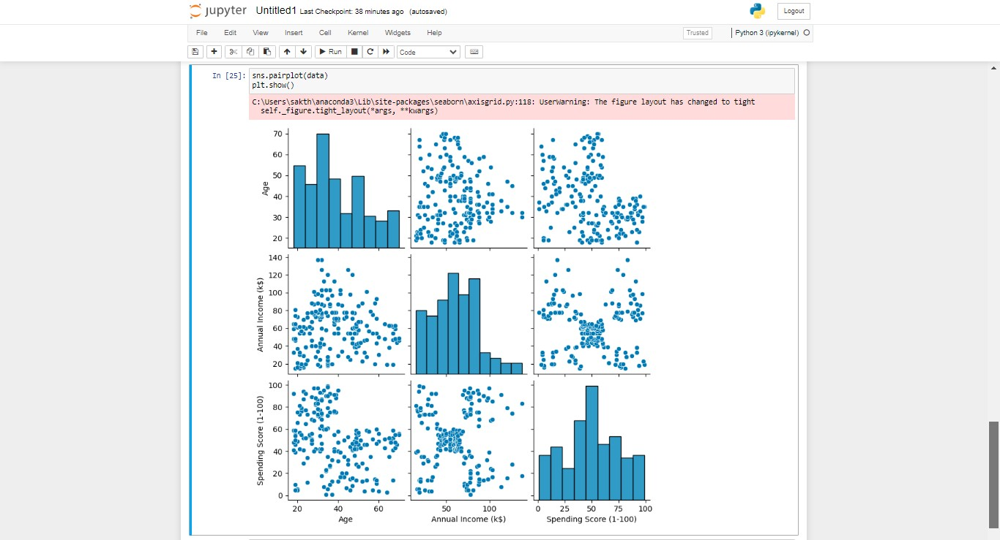 jupyter Untitled1 Last Checkpoint: 38 minutes ago (autosaved)
Logout
File Edit View Insert Cell Kernel Widgets Help
Trusted
Python 3 (ipykernel)
Run
Code
In [25]:
sns.pairplot(data)
plt.show()
C:\Users\sakth\anaconda3\Lib\site-packages\seaborn\axisgrid.py:118: UserWarning: The figure layout has changed to tight
self._figure.tight_layout(*args, **kwargs)
Age
70
60
50
40
30
20
Annual Income (k$)
140
120
100
80
60
40
20
Spending Score (1-100)
100
80
60
40
20
0
20 40 60
50 100
0 25 50 75 100
Age
Annual Income (k$)
Spending Score (1-100)